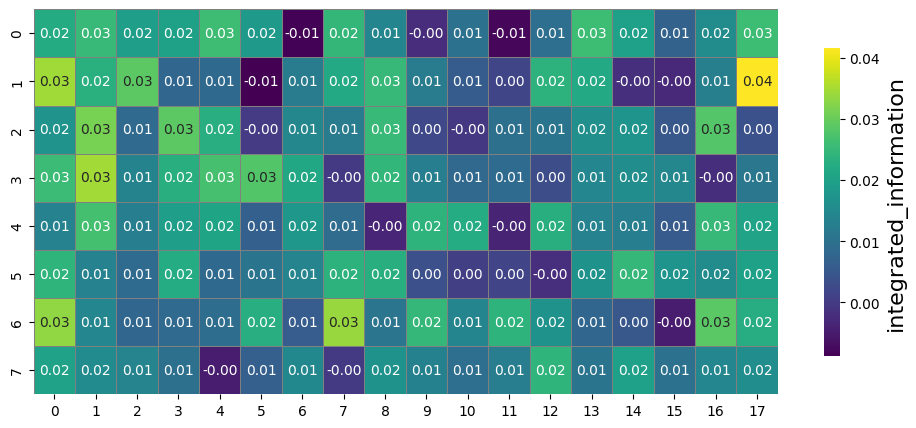 0 0.02 0.03 0.02 0.02 0.03 0.02 -0.01 0.02 0.01 -0.00 0.01 -0.01 0.01 0.03 0.02 0.01 0.02 0.03
1 0.03 0.02 0.03 0.01 0.01 -0.01 0.01 0.02 0.03 0.01 0.01 0.00 0.02 0.02 -0.00 -0.00 0.01 0.04
2 0.02 0.03 0.01 0.03 0.02 -0.00 0.01 0.01 0.03 0.00 -0.00 0.01 0.01 0.02 0.02 0.00 0.03 0.00
3 0.03 0.03 0.01 0.02 0.03 0.03 0.02 -0.00 0.02 0.01 0.01 0.01 0.00 0.01 0.02 0.01 -0.00 0.01
4 0.01 0.03 0.01 0.02 0.02 0.01 0.02 0.01 -0.00 0.02 0.02 -0.00 0.02 0.01 0.01 0.01 0.03 0.02
5 0.02 0.01 0.01 0.02 0.01 0.01 0.01 0.02 0.02 0.00 0.00 0.00 -0.00 0.02 0.02 0.02 0.02 0.02
6 0.03 0.01 0.01 0.01 0.01 0.02 0.01 0.03 0.01 0.02 0.01 0.02 0.02 0.01 0.00 -0.00 0.03 0.02
7 0.02 0.02 0.01 0.01 -0.00 0.01 0.01 -0.00 0.02 0.01 0.01 0.01 0.02 0.01 0.02 0.01 0.01 0.02
0 1 2 3 4 5 6 7 8 9 10 11 12 13 14 15 16 17
0.04
0.03
0.02
0.01
0.00
integrated_information